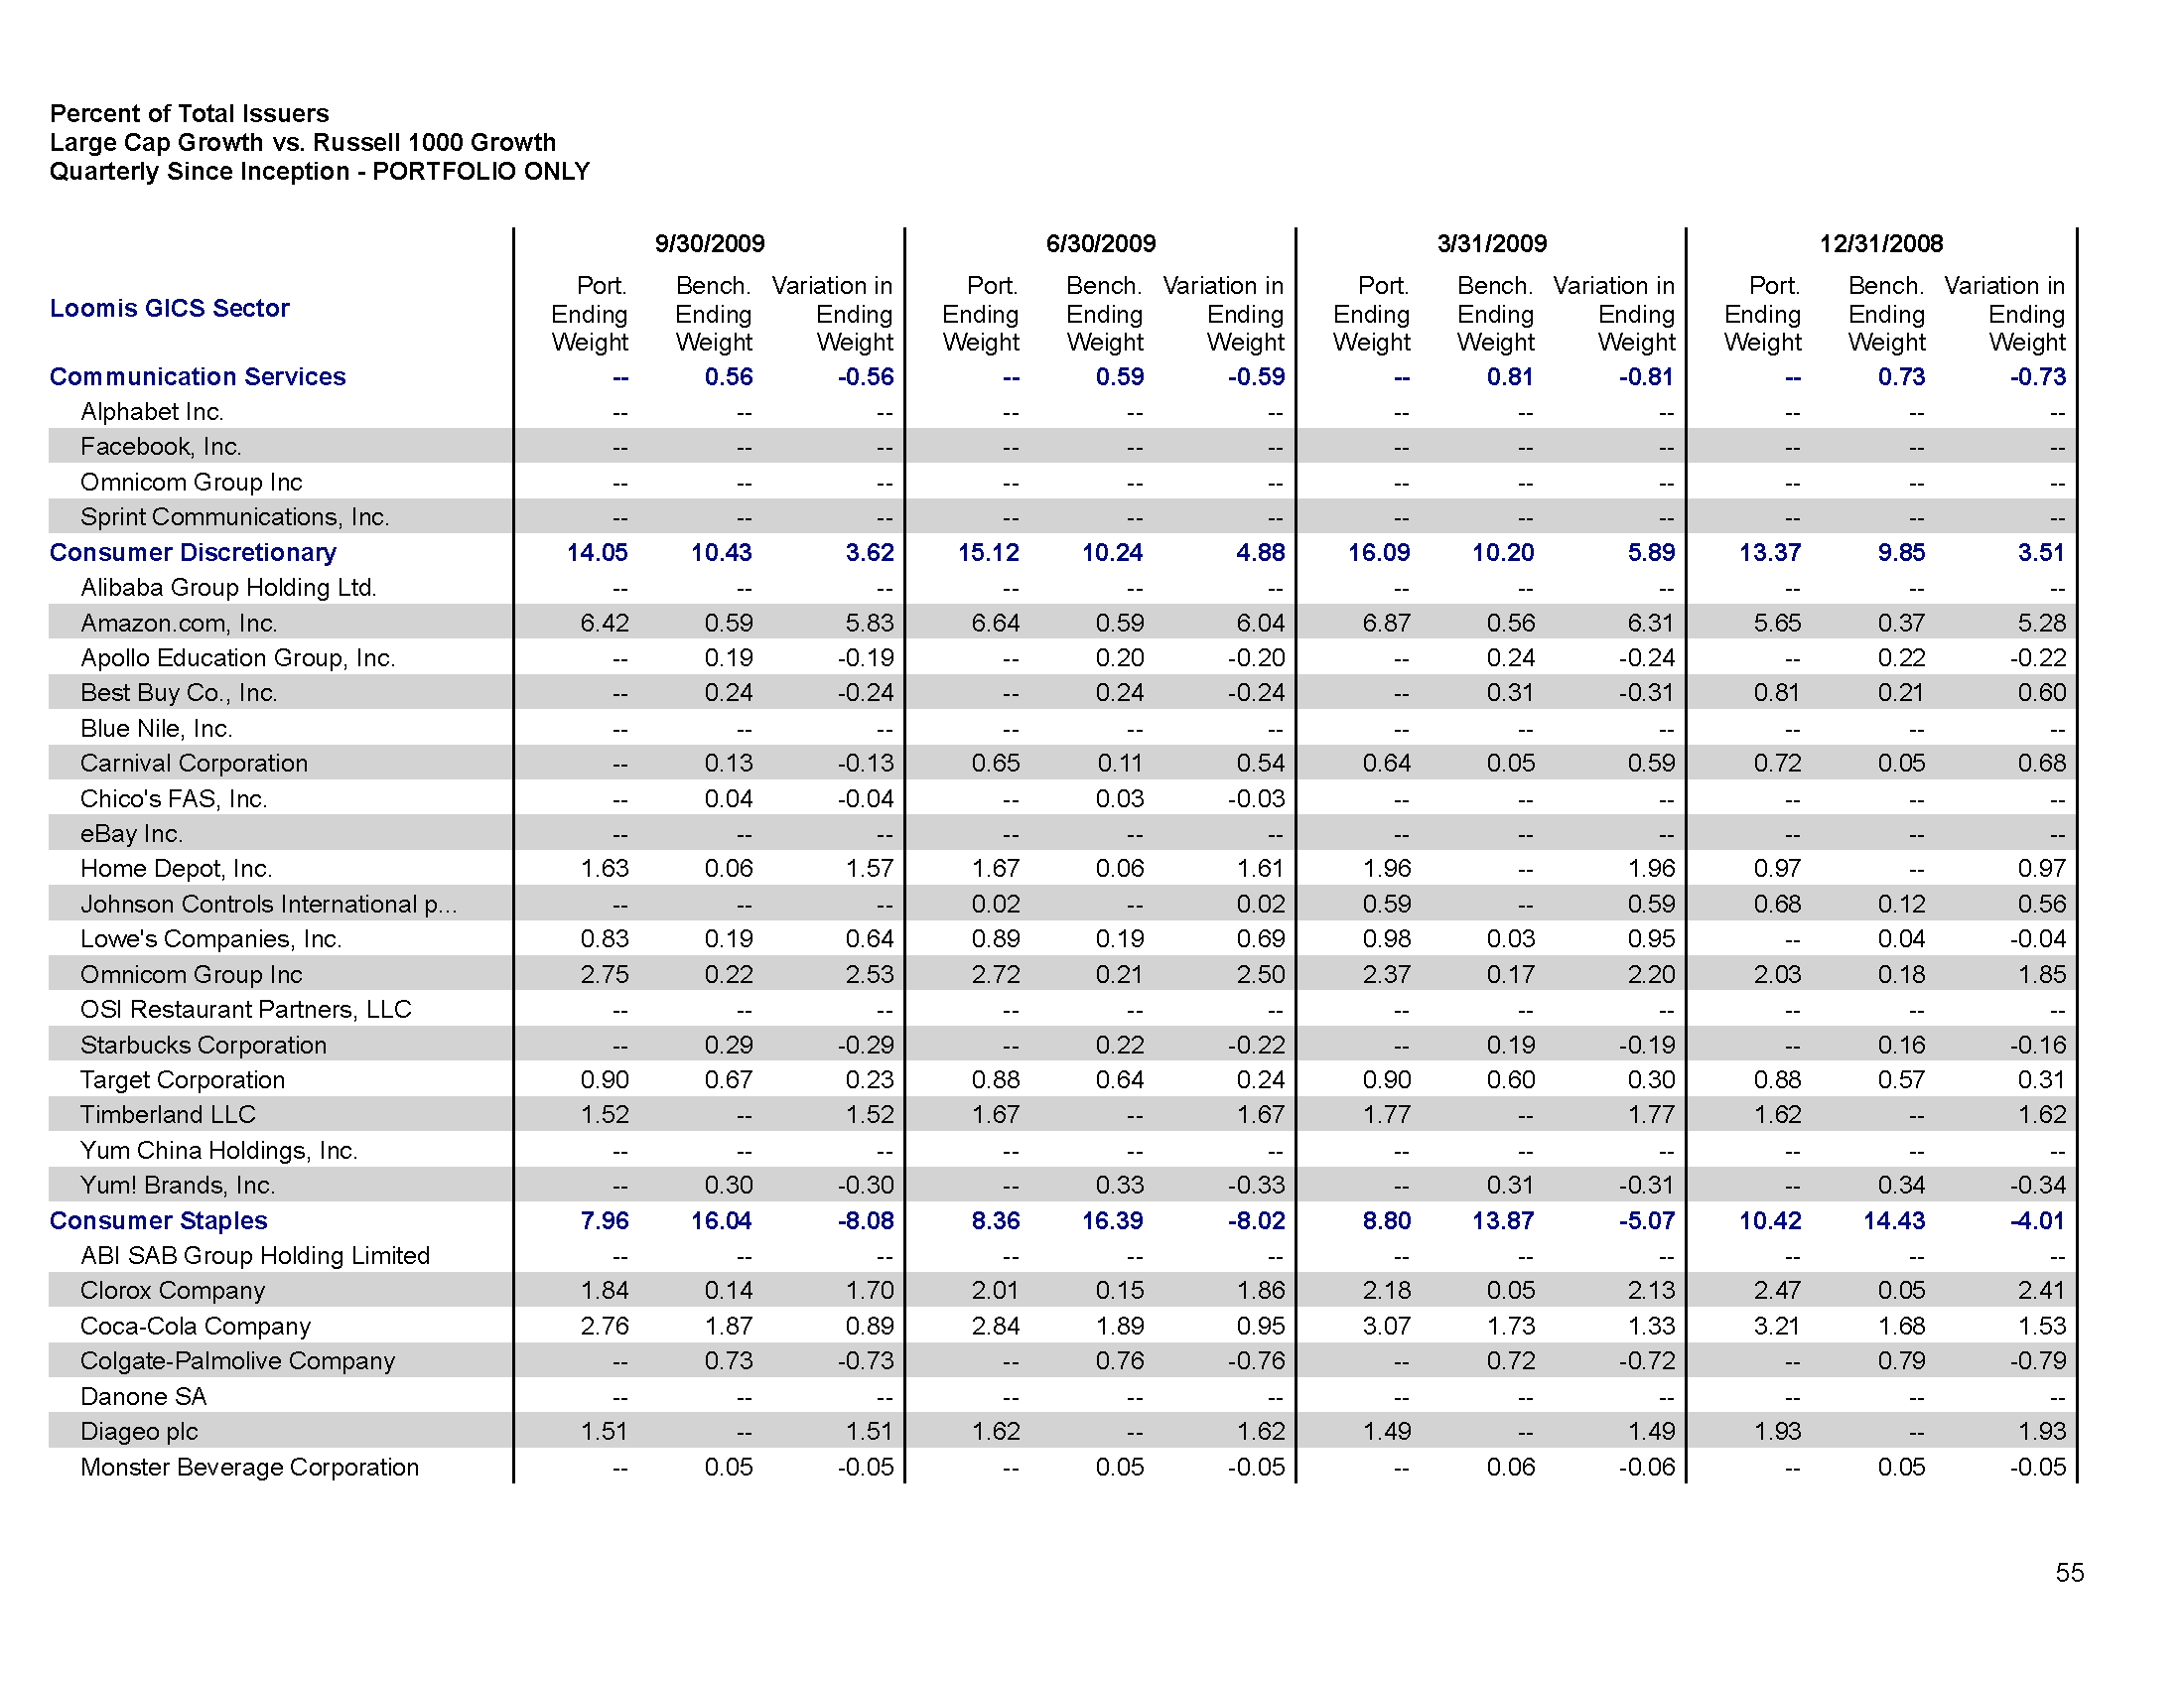 Percent of Total Issuers
Large Cap Growth vs. Russell 1000 Growth
Quarterly Since Inception - PORTFOLIO ONLY
9/30/2009 6/30/2009 3/31/2009 12/31/2008
Loomis GICS Sector
Port. Bench. Variation in Port. Bench. Variation in Port. Bench. Variation in Port. Bench. Variation in
Ending Ending Ending Ending Ending Ending Ending Ending Ending Ending Ending Ending
Weight Weight Weight Weight Weight Weight Weight Weight Weight Weight Weight Weight
Communication Services -- 0.56 -0.56 -- 0.59 -0.59 -- 0.81 -0.81 -- 0.73 -0.73
Alphabet Inc. -- -- -- -- -- -- -- -- -- -- -- --
Facebook, Inc. -- -- -- -- -- -- -- -- -- -- -- --
Omnicom Group Inc -- -- -- -- -- -- -- -- -- -- -- --
Sprint Communications, Inc. -- -- -- -- -- -- -- -- -- -- -- --
Consumer Discretionary 14.05 10.43 3.62 15.12 10.24 4.88 16.09 10.20 5.89 13.37 9.85 3.51
Alibaba Group Holding Ltd. -- -- -- -- -- -- -- -- -- -- -- --
Amazon.com, Inc. 6.42 0.59 5.83 6.64 0.59 6.04 6.87 0.56 6.31 5.65 0.37 5.28
Apollo Education Group, Inc. -- 0.19 -0.19 -- 0.20 -0.20 -- 0.24 -0.24 -- 0.22 -0.22
Best Buy Co., Inc. -- 0.24 -0.24 -- 0.24 -0.24 -- 0.31 -0.31 0.81 0.21 0.60
Blue Nile, Inc. -- -- -- -- -- -- -- -- -- -- -- --
Carnival Corporation -- 0.13 -0.13 0.65 0.11 0.54 0.64 0.05 0.59 0.72 0.05 0.68
Chico's FAS, Inc. -- 0.04 -0.04 -- 0.03 -0.03 -- -- -- -- -- --
eBay Inc. -- -- -- -- -- -- -- -- -- -- -- --
Home Depot, Inc. 1.63 0.06 1.57 1.67 0.06 1.61 1.96 -- 1.96 0.97 -- 0.97
Johnson Controls International p... -- -- -- 0.02 -- 0.02 0.59 -- 0.59 0.68 0.12 0.56
Lowe's Companies, Inc. 0.83 0.19 0.64 0.89 0.19 0.69 0.98 0.03 0.95 -- 0.04 -0.04
Omnicom Group Inc 2.75 0.22 2.53 2.72 0.21 2.50 2.37 0.17 2.20 2.03 0.18 1.85
OSI Restaurant Partners, LLC -- -- -- -- -- -- -- -- -- -- -- --
Starbucks Corporation -- 0.29 -0.29 -- 0.22 -0.22 -- 0.19 -0.19 -- 0.16 -0.16
Target Corporation 0.90 0.67 0.23 0.88 0.64 0.24 0.90 0.60 0.30 0.88 0.57 0.31
Timberland LLC 1.52 -- 1.52 1.67 -- 1.67 1.77 -- 1.77 1.62 -- 1.62
Yum China Holdings, Inc. -- -- -- -- -- -- -- -- -- -- -- --
Yum! Brands, Inc. -- 0.30 -0.30 -- 0.33 -0.33 -- 0.31 -0.31 -- 0.34 -0.34
Consumer Staples 7.96 16.04 -8.08 8.36 16.39 -8.02 8.80 13.87 -5.07 10.42 14.43 -4.01
ABI SAB Group Holding Limited -- -- -- -- -- -- -- -- -- -- -- --
Clorox Company 1.84 0.14 1.70 2.01 0.15 1.86 2.18 0.05 2.13 2.47 0.05 2.41
Coca-Cola Company 2.76 1.87 0.89 2.84 1.89 0.95 3.07 1.73 1.33 3.21 1.68 1.53
Colgate-Palmolive Company -- 0.73 -0.73 -- 0.76 -0.76 -- 0.72 -0.72 -- 0.79 -0.79
Danone SA -- -- -- -- -- -- -- -- -- -- -- --
Diageo plc 1.51 -- 1.51 1.62 -- 1.62 1.49 -- 1.49 1.93 -- 1.93
Monster Beverage Corporation -- 0.05 -0.05 -- 0.05 -0.05 -- 0.06 -0.06 -- 0.05 -0.05
55